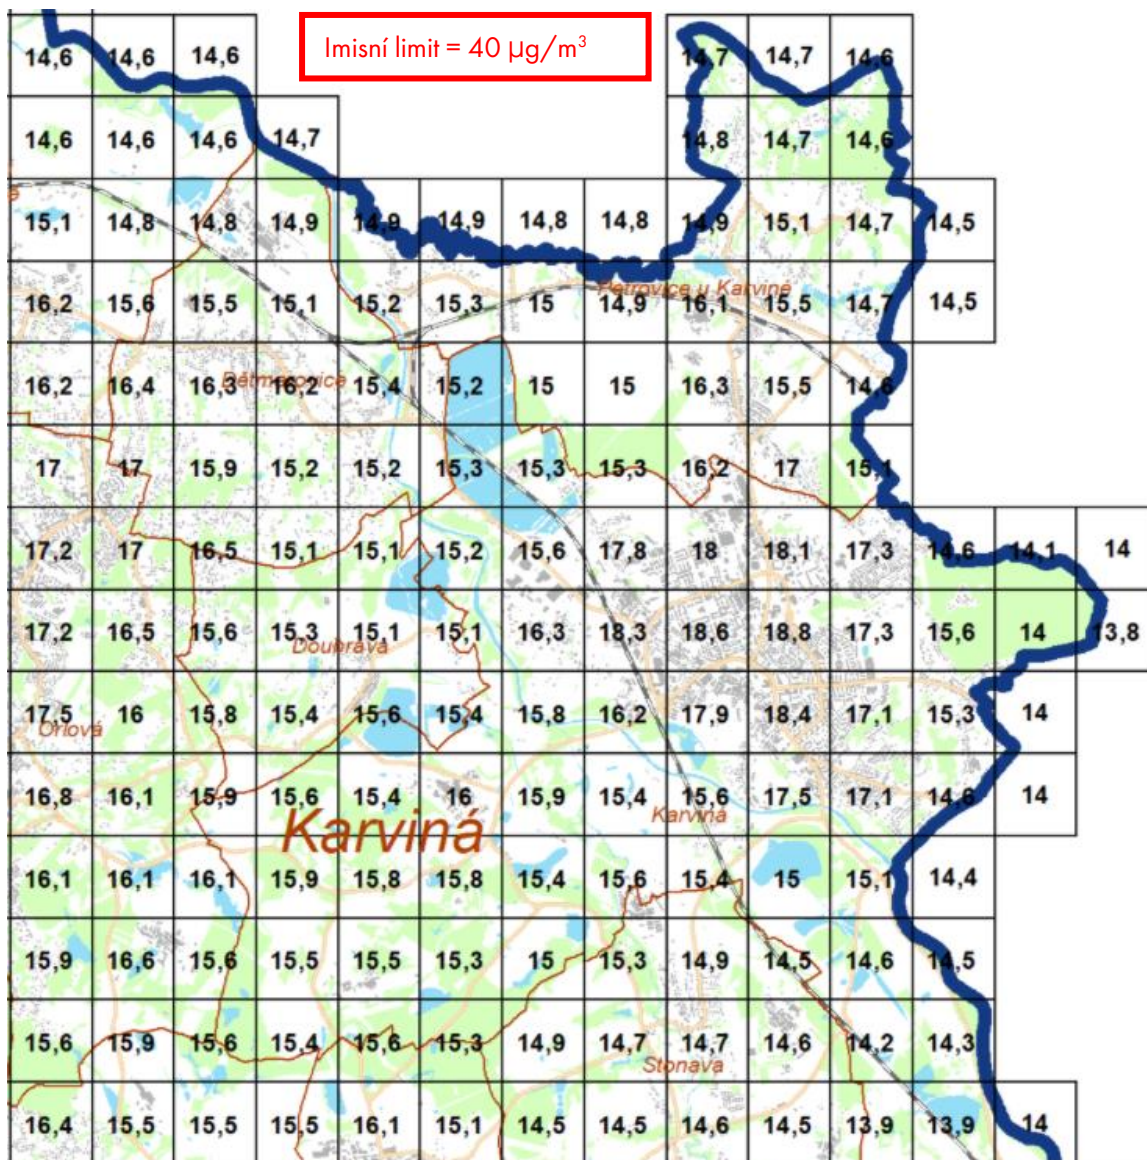 Imisní limit = 40 µg/m³
14,6 14,6 14,6 14,7 14,7 14,6
14,6 14,6 14,6 14,7 14,8 14,7 14,6
15,1 14,8 14,8 14,9 14,9 14,9 14,8 14,8 14,9 15,1 14,7 14,5
Petrovice u Karviné
16,2 15,6 15,5 15,1 15,2 15,3 15 14,9 16,1 15,5 14,7 14,5
Dětmarovice
16,2 16,4 16,3 16,2 15,4 15,2 15 15 16,3 15,5 14,6
17 17 15,9 15,2 15,2 15,3 15,3 15,3 16,2 17 15,1
17,2 17 16,5 15,1 15,1 15,2 15,6 17,8 18 18,1 17,3 14,6 14,1 14
17,2 16,5 15,6 15,3 15,1 15,1 16,3 18,3 18,6 18,8 17,3 15,6 14 13,8
Doubrava
17,5 16 15,8 15,4 15,6 15,4 15,8 16,2 17,9 18,4 17,1 15,3 14
Orlová
16,8 16,1 15,9 15,6 15,4 16 15,9 15,4 15,6 17,5 17,1 14,6 14
Karviná
Karviná
16,1 16,1 16,1 15,9 15,8 15,8 15,4 15,6 15,4 15 15,1 14,4
15,9 16,6 15,6 15,5 15,5 15,3 15 15,3 14,9 14,5 14,6 14,5
15,6 15,9 15,6 15,4 15,6 15,3 14,9 14,7 14,7 14,6 14,2 14,3
Stonava
16,4 15,5 15,5 15,5 16,1 15,1 14,5 14,5 14,6 14,5 13,9 13,9 14